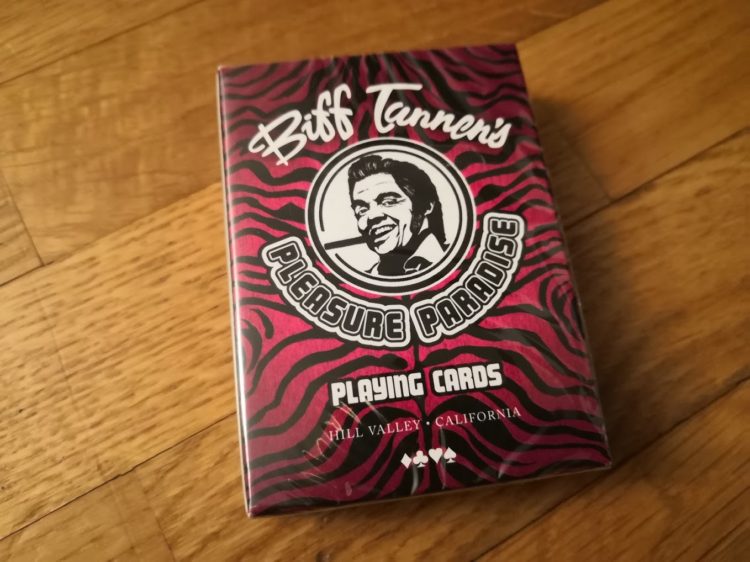 Biff Tannen's
PLEASURE PARADISE
PLAYING CARDS
HILL VALLEY • CALIFORNIA